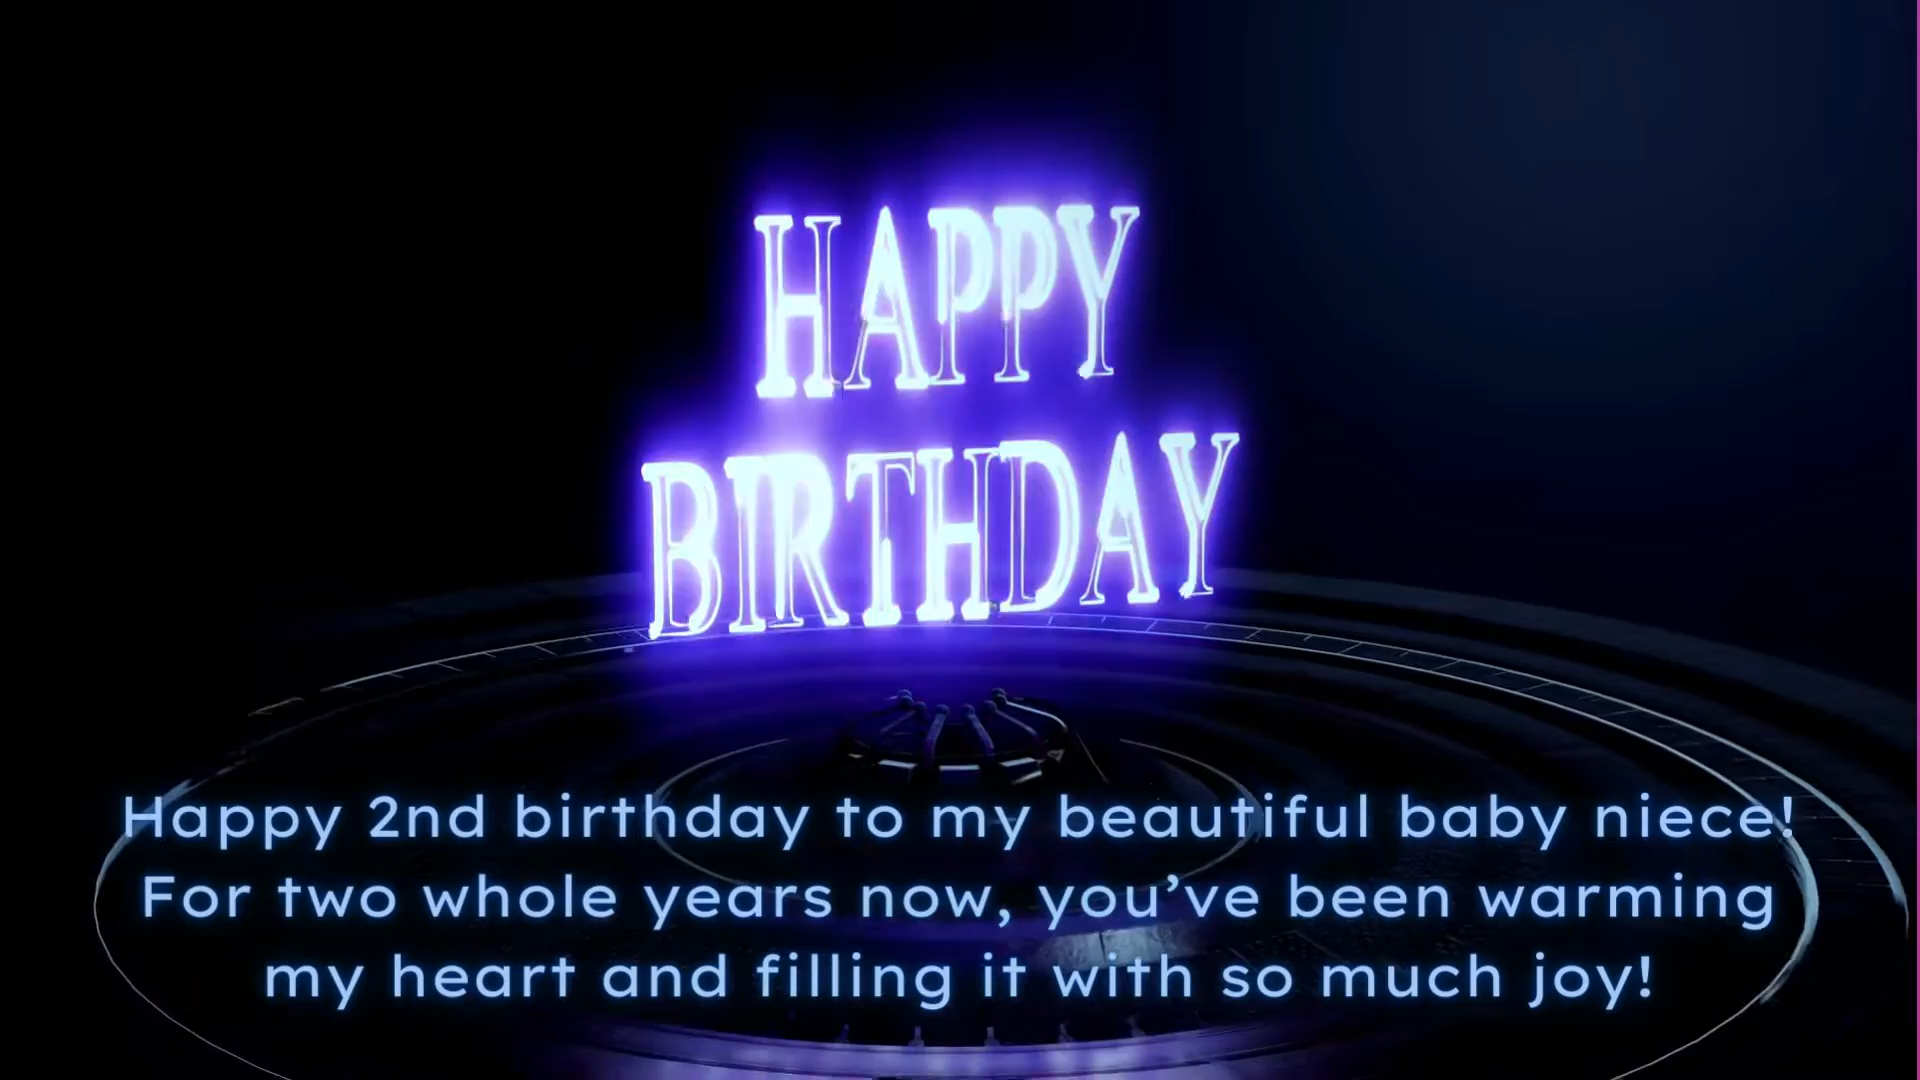 HAPPY
BIRTHDAY
Happy 2nd birthday to my beautiful baby niece!
For two whole years now, you’ve been warming
my heart and filling it with so much joy!